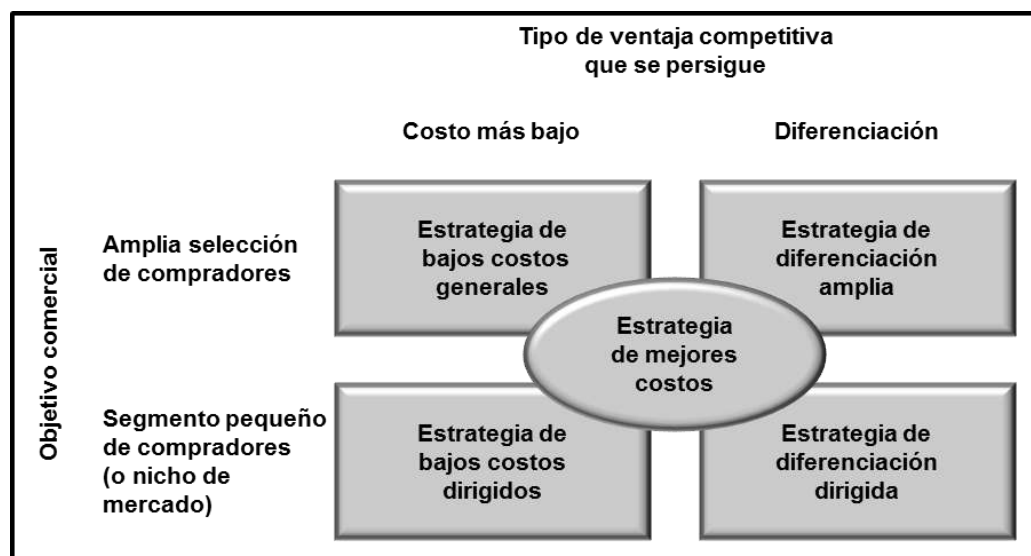 Tipo de ventaja competitiva
que se persigue
Costo más bajo
Diferenciación
Objetivo comercial
Amplia selección
de compradores
Estrategia de
bajos costos
generales
Estrategia de
diferenciación
amplia
Estrategia
de mejores
costos
Segmento pequeño
de compradores
(o nicho de
mercado)
Estrategia de
bajos costos
dirigidos
Estrategia de
diferenciación
dirigida